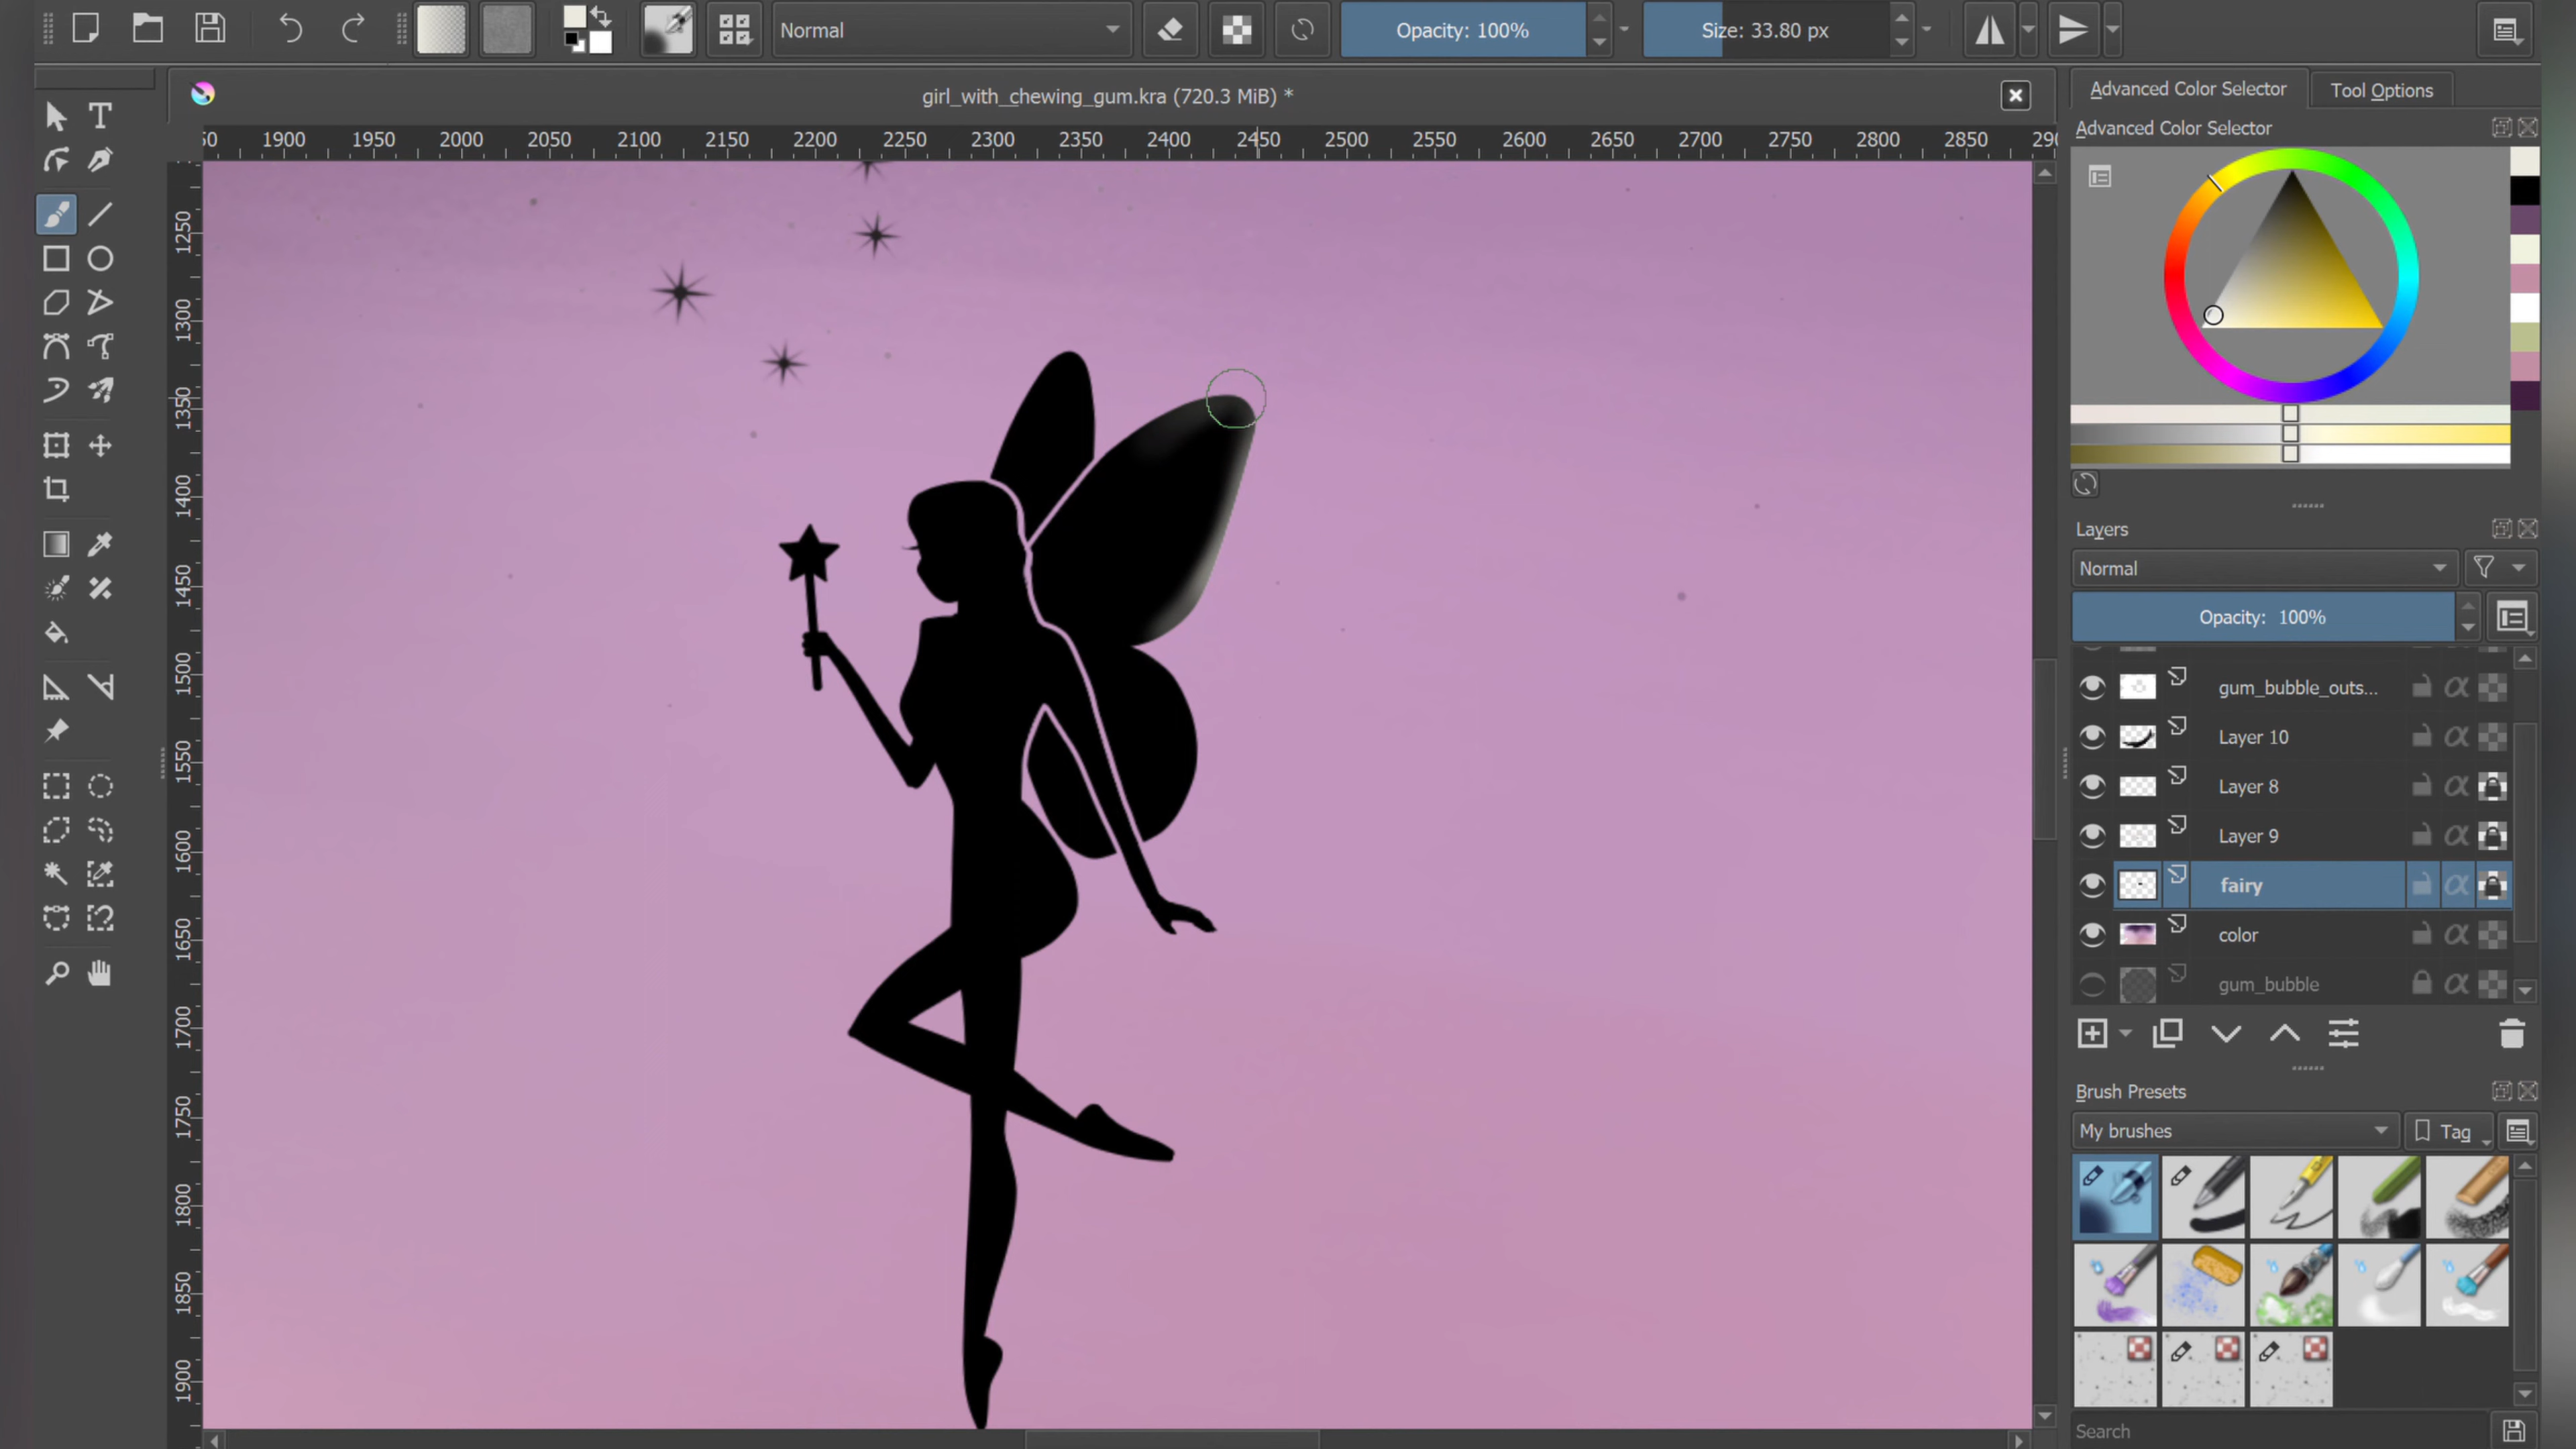 Normal
Opacity: 100%
Size: 33.80 px
girl_with_chewing_gum.kra (720.3 MiB) *
Advanced Color Selector
Tool Options
Advanced Color Selector
50 1900 1950 2000 2050 2100 2150 2200 2250 2300 2350 2400 2450 2500 2550 2600 2650 2700 2750 2800 2850 290
1250
1300
1350
1400
1450
1500
1550
1600
1650
1700
1750
1800
1850
1900
Layers
Normal
Opacity: 100%
gum_bubble_outs...
Layer 10
Layer 8
Layer 9
fairy
color
gum_bubble
Brush Presets
My brushes
Tag
Search